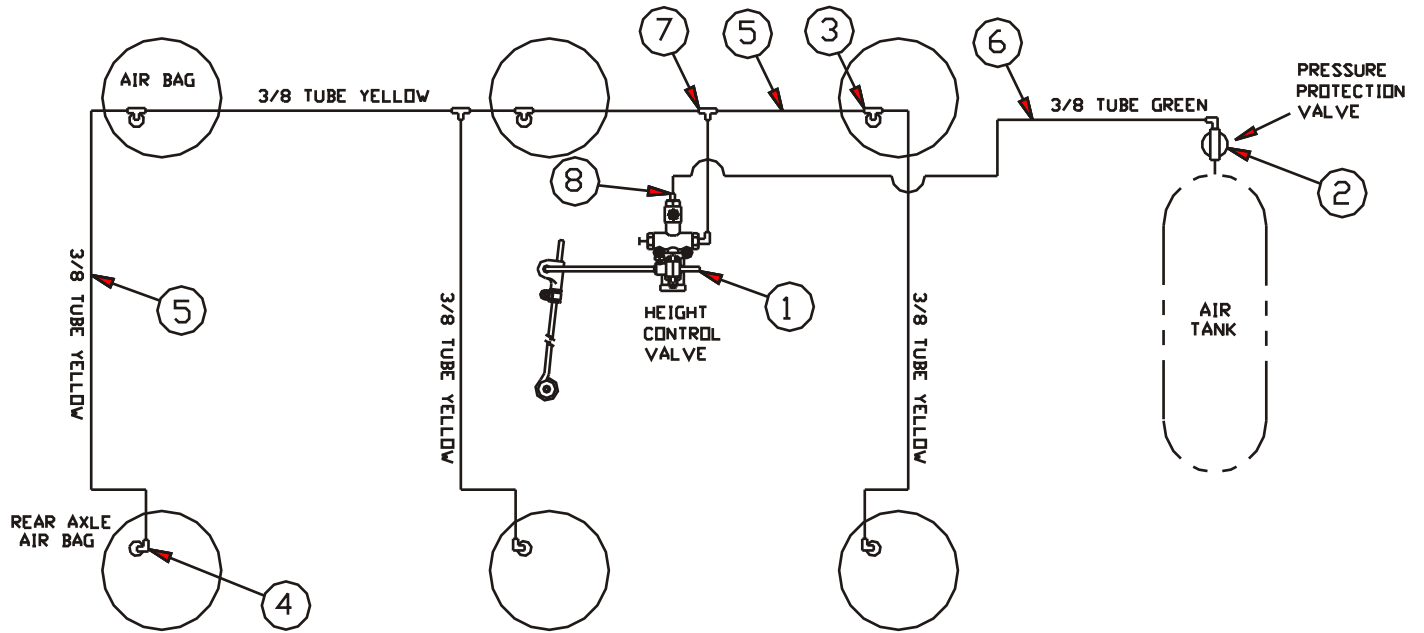 7
5
3
6
AIR BAG
3/8 TUBE YELLOW
3/8 TUBE GREEN
PRESSURE
PROTECTION
VALVE
8
2
3/8 TUBE YELLOW
5
3/8 TUBE YELLOW
1
HEIGHT
CONTROL
VALVE
3/8 TUBE YELLOW
AIR
TANK
REAR AXLE
AIR BAG
4